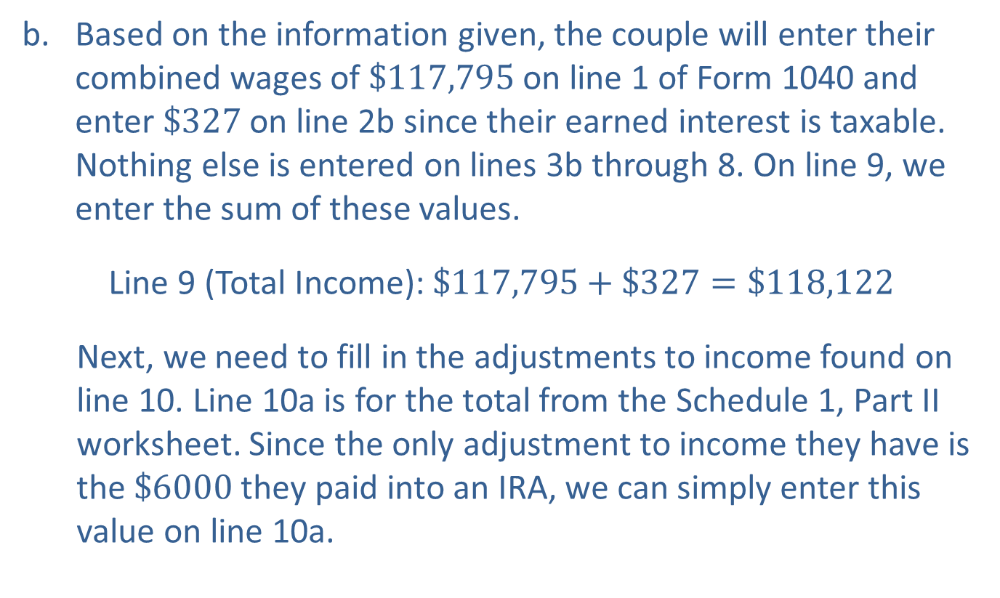 b. Based on the information given, the couple will enter their
combined wages of $117,795 on line 1 of Form 1040 and
enter $327 on line 2b since their earned interest is taxable.
Nothing else is entered on lines 3b through 8. On line 9, we
enter the sum of these values.
Line 9 (Total Income): $117,795 + $327 = $118,122
Next, we need to fill in the adjustments to income found on
line 10. Line 10a is for the total from the Schedule 1, Part II
worksheet. Since the only adjustment to income they have is
the $6000 they paid into an IRA, we can simply enter this
value on line 10a.